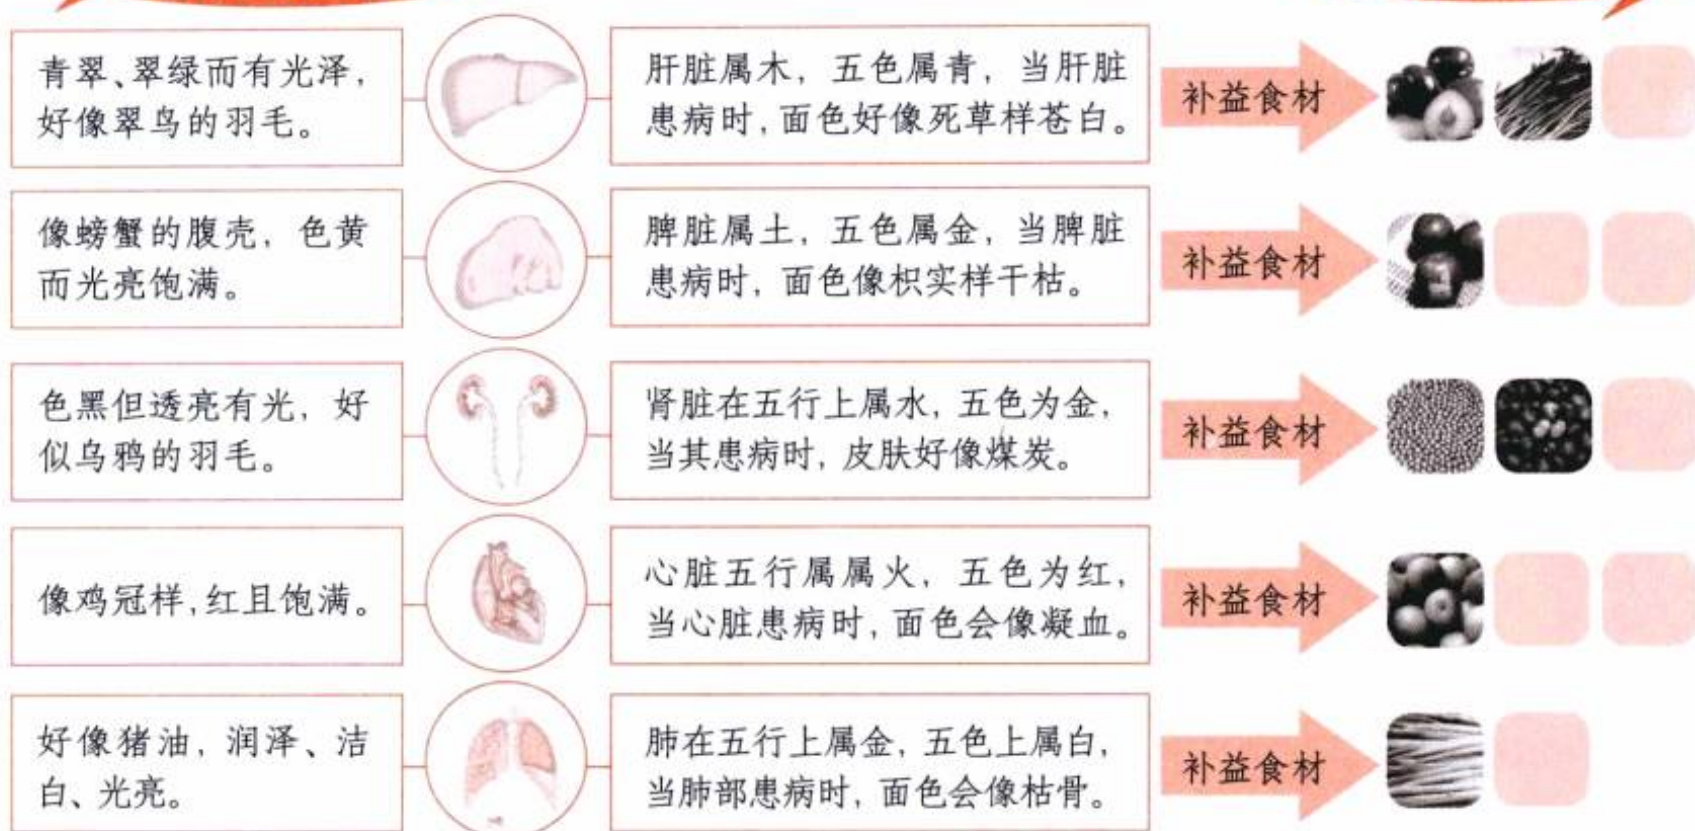 青翠、翠绿而有光泽,
好像翠鸟的羽毛。
肝脏属木，五色属青，当肝脏
患病时,面色好像死草样苍白。
补益食材
像螃蟹的腹壳，色黄
而光亮饱满。
脾脏属土，五色属金，当脾脏
患病时，面色像枳实样干枯。
补益食材
色黑但透亮有光，好
似乌鸦的羽毛。
肾脏在五行上属水，五色为金，
当其患病时，皮肤好像煤炭。
补益食材
像鸡冠样,红且饱满。
心脏五行属属火，五色为红，
当心脏患病时，面色会像凝血。
补益食材
好像猪油，润泽、洁
白、光亮。
肺在五行上属金，五色上属白，
当肺部患病时，面色会像枯骨。
补益食材